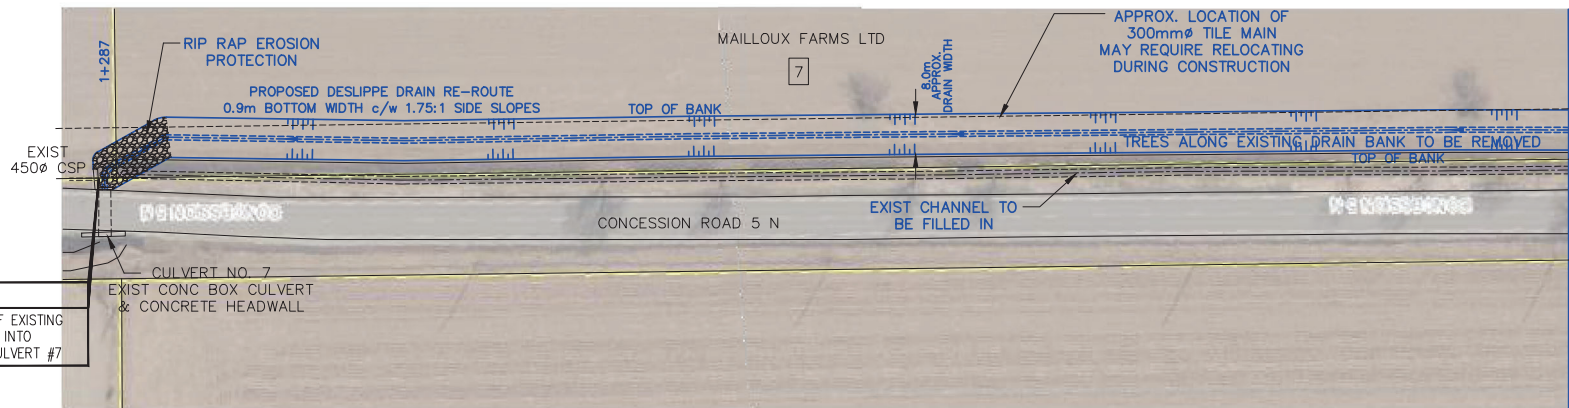 1+287
RIP RAP EROSION
PROTECTION
PROPOSED DESLIPPE DRAIN RE-ROUTE
0.9m BOTTOM WIDTH c/w 1.75:1 SIDE SLOPES
TOP OF BANK
MAILLOUX FARMS LTD
7
8.0m
APPROX.
DRAIN WIDTH
APPROX. LOCATION OF
300mmø TILE MAIN
MAY REQUIRE RELOCATING
DURING CONSTRUCTION
TREES ALONG EXISTING DRAIN BANK TO BE REMOVED
TOP OF BANK
EXIST
450ø CSP
EXIST CHANNEL TO
BE FILLED IN
CONCESSION ROAD 5 N
CULVERT NO. 7
EXIST CONC BOX CULVERT
& CONCRETE HEADWALL
EXISTING
INTO
#7